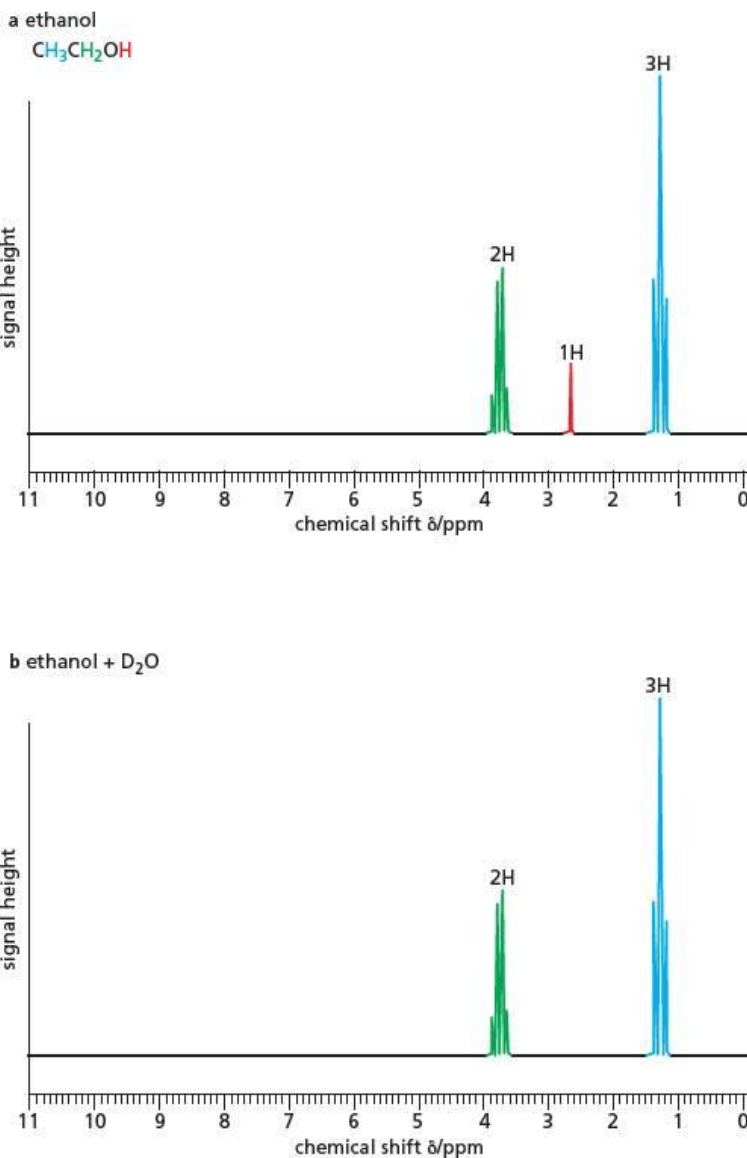 a ethanol
CH₃CH₂OH
3H
2H
1H
signal height
11 10 9 8 7 6 5 4 3 2 1 0
chemical shift δ/ppm
b ethanol + D₂O
3H
2H
signal height
11 10 9 8 7 6 5 4 3 2 1 0
chemical shift δ/ppm